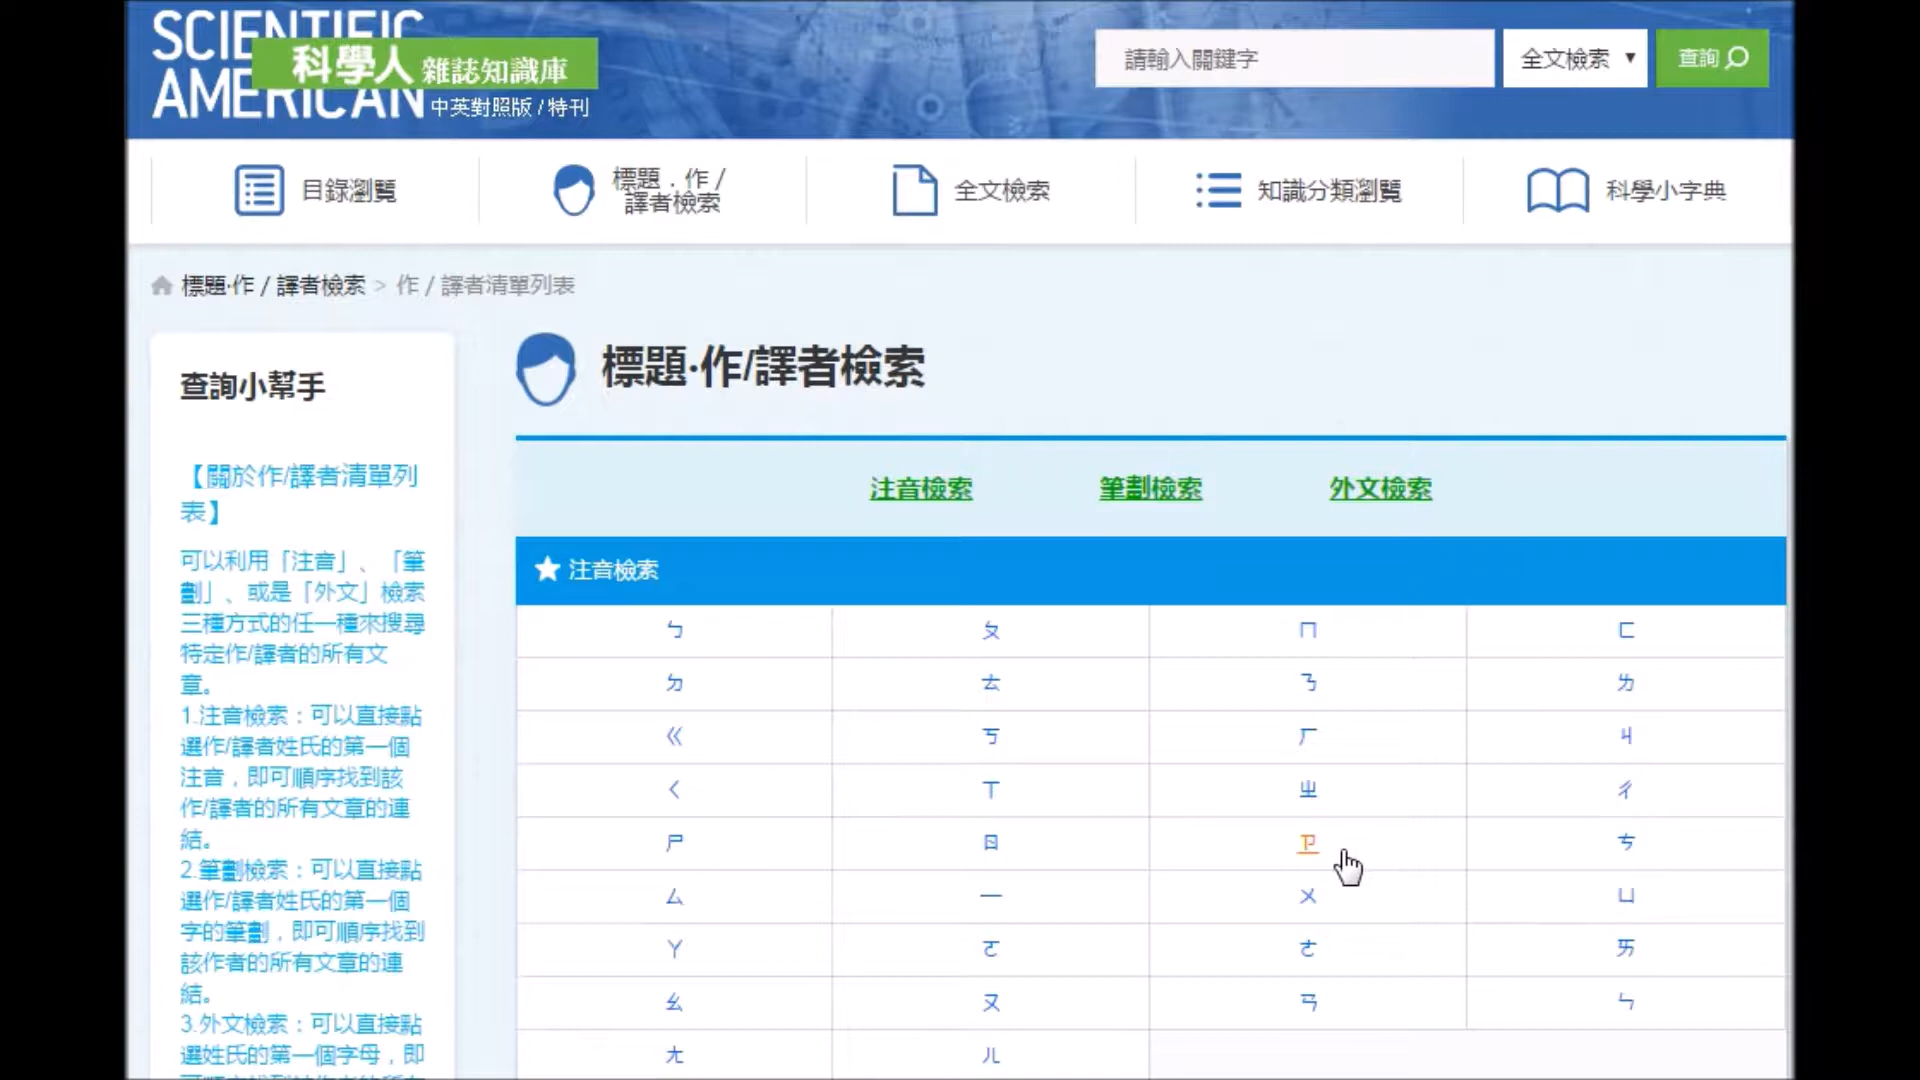 SCIENTIFIC
AMERICAN
科學人 雜誌知識庫
中英對照版 / 特刊
請輸入關鍵字
全文檢索 ▼
查詢
目錄瀏覽
標題．作 /
譯者檢索
全文檢索
知識分類瀏覽
科學小字典
標題·作 / 譯者檢索 > 作 / 譯者清單列表
查詢小幫手
【關於作/譯者清單列
表】
可以利用「注音」、「筆
劃」、或是「外文」檢索
三種方式的任一種來搜尋
特定作/譯者的所有文
章。
1.注音檢索：可以直接點
選作/譯者姓氏的第一個
注音，即可順序找到該
作/譯者的所有文章的連
結。
2.筆劃檢索：可以直接點
選作/譯者姓氏的第一個
字的筆劃，即可順序找到
該作者的所有文章的連
結。
3.外文檢索：可以直接點
選姓氏的第一個字母，即
標題·作/譯者檢索
注音檢索 筆劃檢索 外文檢索
★ 注音檢索
ㄅ ㄆ ㄇ ㄈ
ㄉ ㄊ ㄋ ㄌ
ㄍ ㄎ ㄏ ㄐ
ㄑ ㄒ ㄓ ㄔ
ㄕ ㄖ ㄗ ㄘ
ㄙ 一 ㄨ ㄩ
ㄚ ㄛ ㄜ ㄞ
ㄠ ㄡ ㄢ ㄣ
ㄤ ㄦ